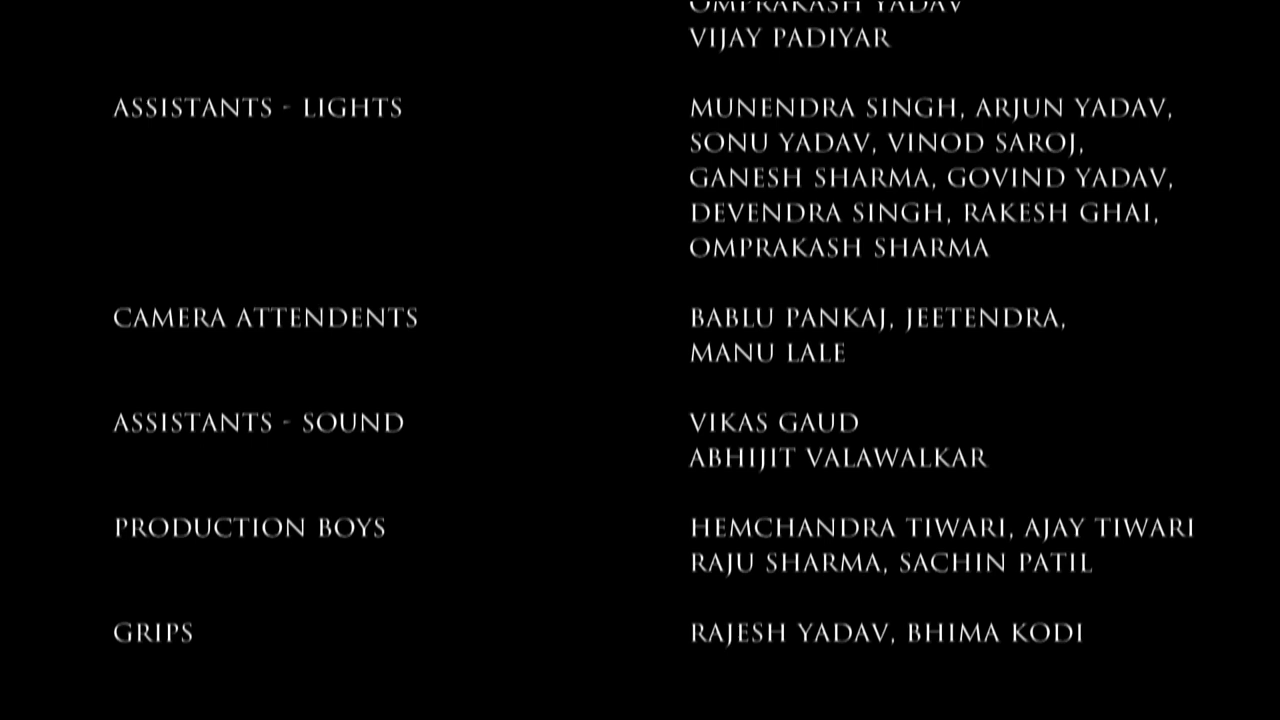 OMPRAKASH YADAV
VIJAY PADIYAR
ASSISTANTS - LIGHTS MUNENDRA SINGH, ARJUN YADAV,
SONU YADAV, VINOD SAROJ,
GANESH SHARMA, GOVIND YADAV,
DEVENDRA SINGH, RAKESH GHAI,
OMPRAKASH SHARMA
CAMERA ATTENDENTS BABLU PANKAJ, JEETENDRA,
MANU LALE
ASSISTANTS - SOUND VIKAS GAUD
ABHIJIT VALAWALKAR
PRODUCTION BOYS HEMCHANDRA TIWARI, AJAY TIWARI
RAJU SHARMA, SACHIN PATIL
GRIPS RAJESH YADAV, BHIMA KODI